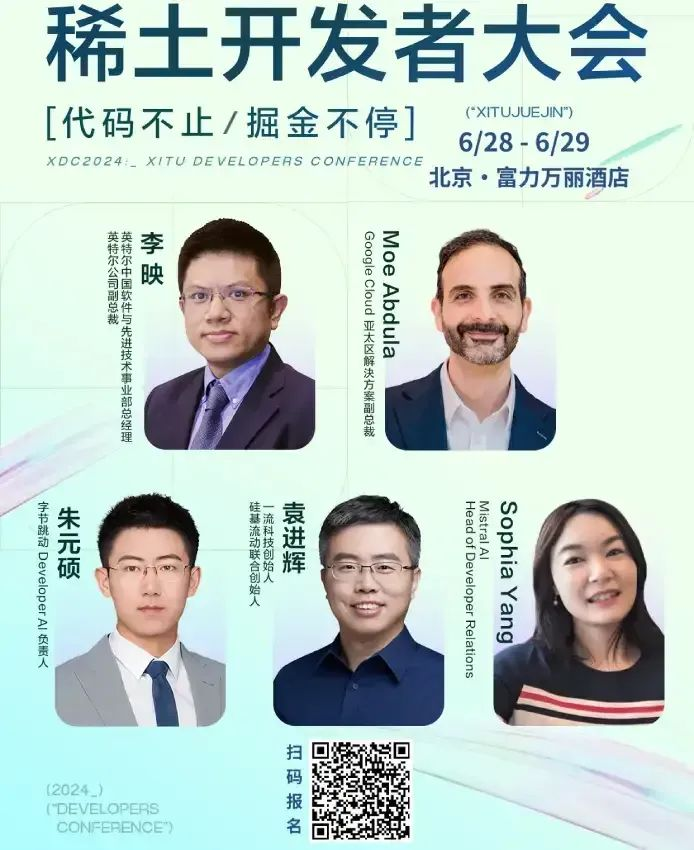 稀土开发者大会
[代码不止/掘金不停]
("XITUJUEJIN")
6/28 - 6/29
XDC2024:_ XITU DEVELOPERS CONFERENCE
北京·富力万丽酒店
李映
英特尔中国软件与先进技术事业部总经理
英特尔公司副总裁
Moe Abdula
Google Cloud 亚太区解决方案副总裁
朱元硕
字节跳动 Developer AI 负责人
袁进辉
一流科技创始人
硅基流动联合创始人
Sophia Yang
Mistral AI
Head of Developer Relations
扫码报名
(2024_)
("DEVELOPERS
CONFERENCE")